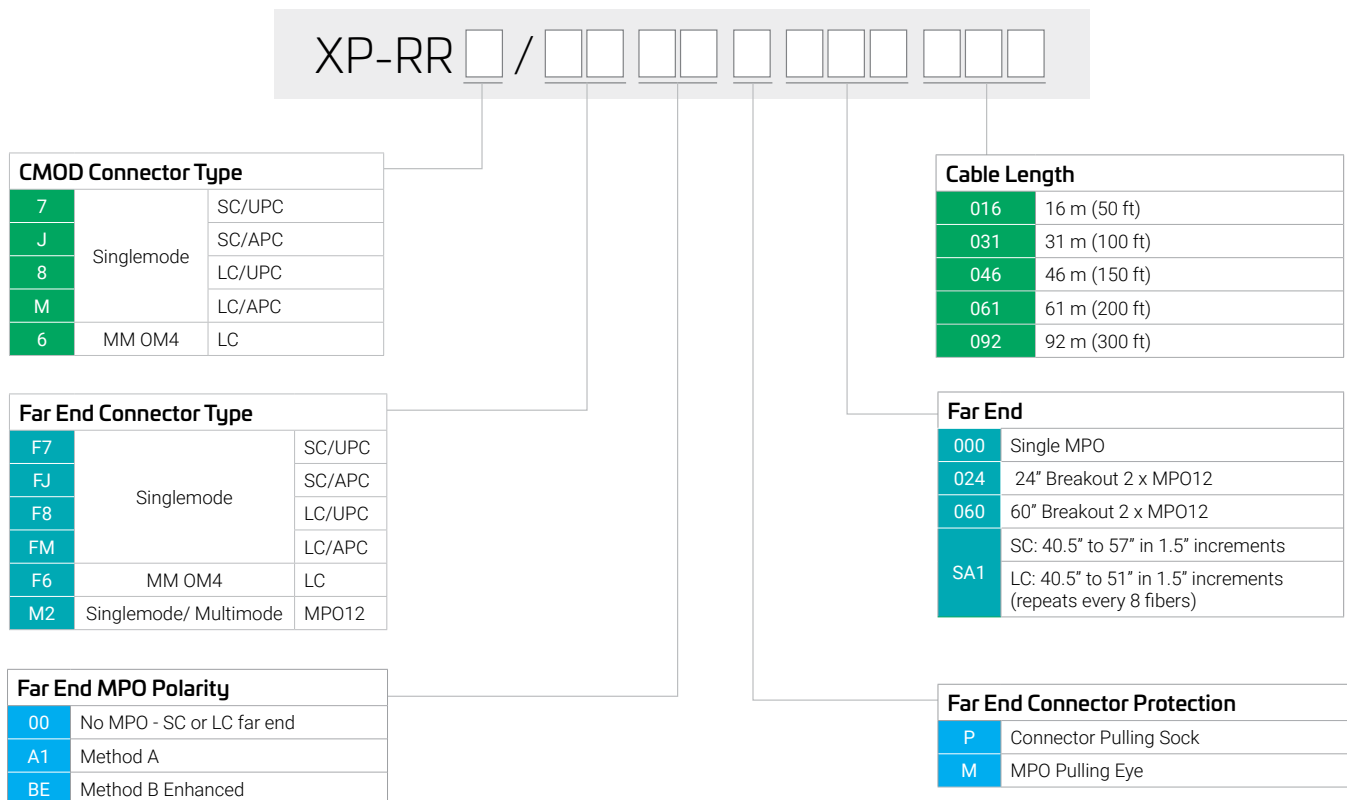 XP-RR /
CMOD Connector Type
7 Singlemode SC/UPC
J SC/APC
8 LC/UPC
M LC/APC
6 MM OM4 LC
Far End Connector Type
F7 Singlemode SC/UPC
FJ SC/APC
F8 LC/UPC
FM LC/APC
F6 MM OM4 LC
M2 Singlemode/ Multimode MPO12
Far End MPO Polarity
00 No MPO - SC or LC far end
A1 Method A
BE Method B Enhanced
Cable Length
016 16 m (50 ft)
031 31 m (100 ft)
046 46 m (150 ft)
061 61 m (200 ft)
092 92 m (300 ft)
Far End
000 Single MPO
024 24” Breakout 2 x MPO12
060 60” Breakout 2 x MPO12
SA1 SC: 40.5” to 57” in 1.5” increments
LC: 40.5” to 51” in 1.5” increments
(repeats every 8 fibers)
Far End Connector Protection
P Connector Pulling Sock
M MPO Pulling Eye